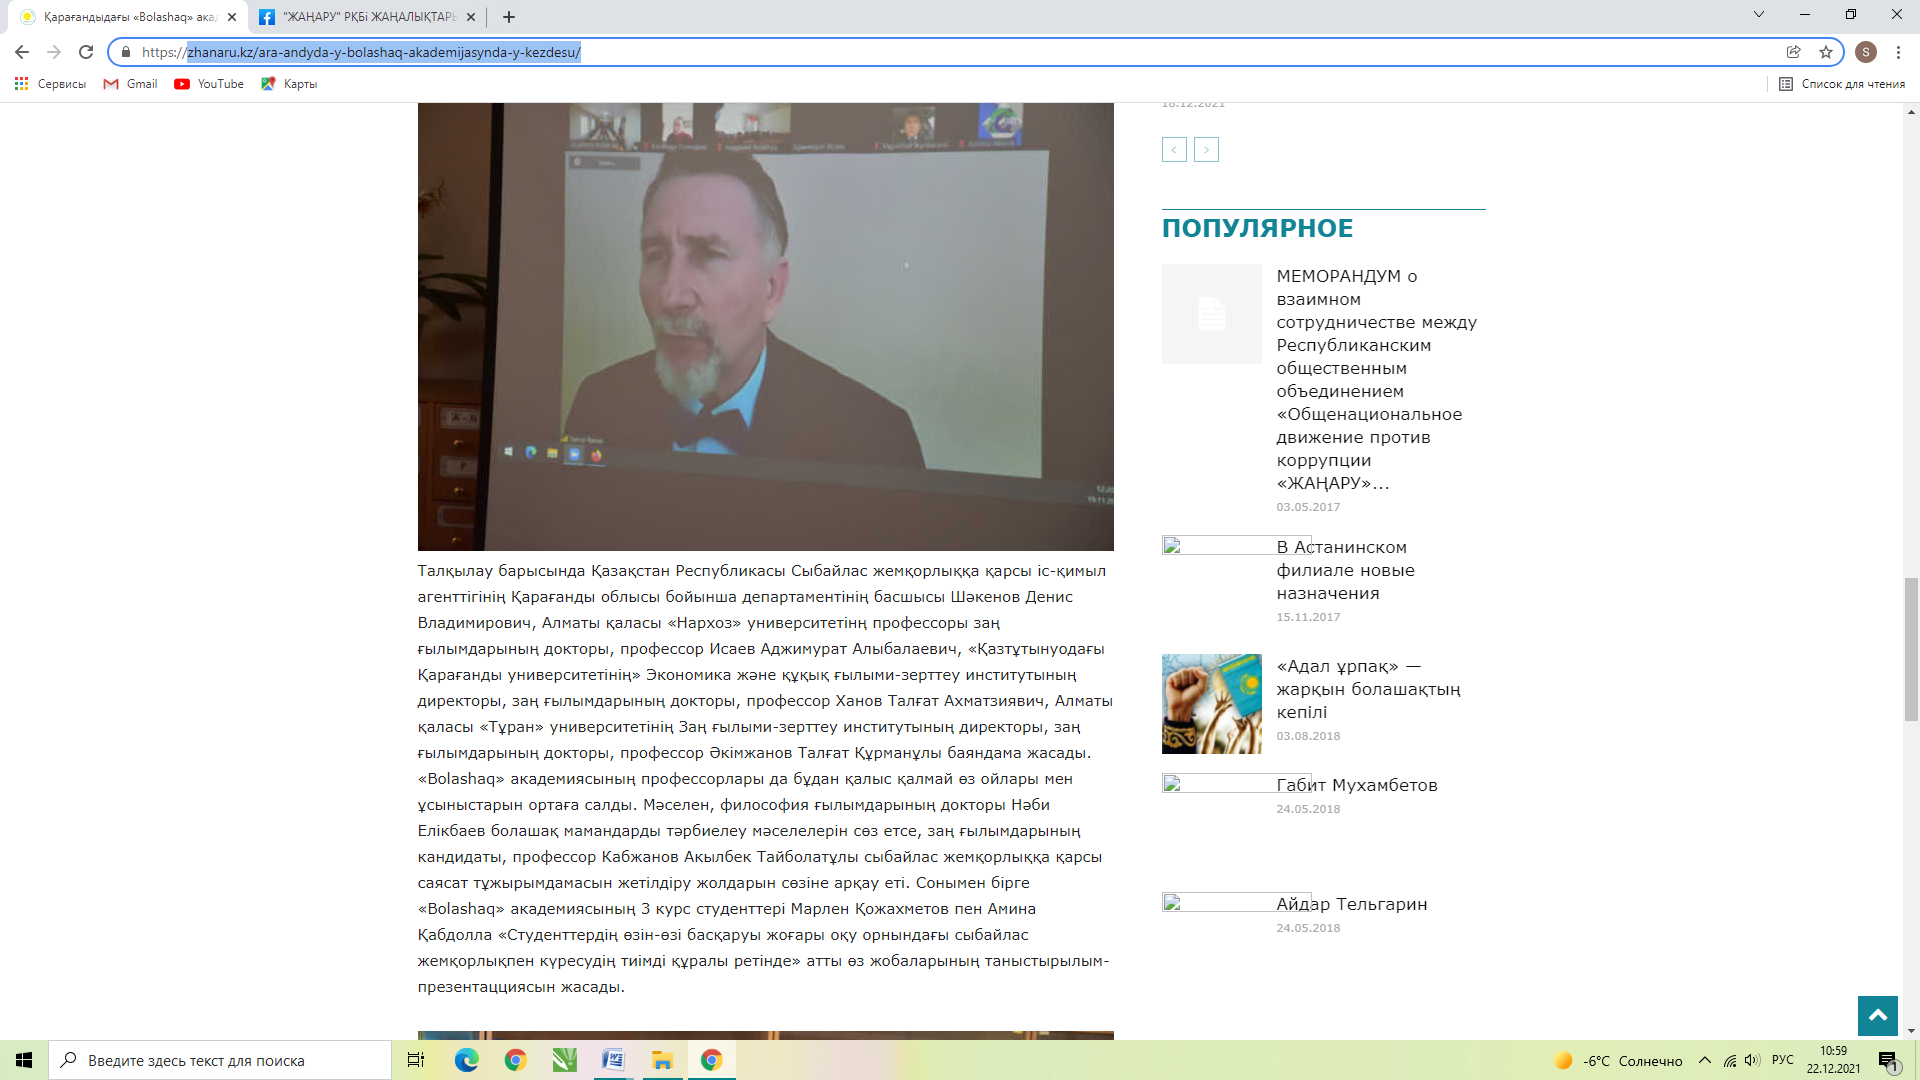 Қарағандыдағы «Bolashaq» ака
"ЖАҢАРУ" РҚБі ЖАҢАЛЫҚТАРЫ
https://zhanaru.kz/ara-andyda-y-bolashaq-akademijasynda-y-kezdesu/
S
Сервисы
Gmail
YouTube
Карты
Список для чтения
18.12.2021
ПОПУЛЯРНОЕ
МЕМОРАНДУМ о
взаимном
сотрудничестве между
Республиканским
общественным
объединением
«Общенациональное
движение против
коррупции
«ЖАҢАРУ»...
03.05.2017
В Астанинском
филиале новые
назначения
15.11.2017
«Адал ұрпақ» —
жарқын болашақтың
кепілі
03.08.2018
Габит Мухамбетов
24.05.2018
Айдар Тельгарин
24.05.2018
Талқылау барысында Қазақстан Республикасы Сыбайлас жемқорлыққа қарсы іс-қимыл
агенттігінің Қарағанды облысы бойынша департаментінің басшысы Шәкенов Денис
Владимирович, Алматы қаласы «Нархоз» университетінң профессоры заң
ғылымдарының докторы, профессор Исаев Аджимурат Алыбалаевич, «Қазтұтынуодағы
Қарағанды университетінің» Экономика және құқық ғылыми-зерттеу институтының
директоры, заң ғылымдарының докторы, профессор Ханов Талғат Ахматзиявич, Алматы
қаласы «Тұран» университетінің Заң ғылыми-зерттеу институтының директоры, заң
ғылымдарының докторы, профессор Әкімжанов Талғат Құрманұлы баяндама жасады.
«Bolashaq» академиясының профессорлары да бұдан қалыс қалмай өз ойлары мен
ұсыныстарын ортаға салды. Мәселен, философия ғылымдарының докторы Нәби
Елікбаев болашақ мамандарды тәрбиелеу мәселелерін сөз етсе, заң ғылымдарының
кандидаты, профессор Кабжанов Акылбек Тайболатұлы сыбайлас жемқорлыққа қарсы
саясат тұжырымдамасын жетілдіру жолдарын сөзіне арқау еті. Сонымен бірге
«Bolashaq» академиясының 3 курс студенттері Марлен Қожахметов пен Амина
Қабдолла «Студенттердің өзін-өзі басқаруы жоғары оқу орнындағы сыбайлас
жемқорлықпен күресудің тиімді құралы ретінде» атты өз жобаларының таныстырылым-
презентацциясын жасады.
Введите здесь текст для поиска
-6°C Солнечно
РУС
10:59
22.12.2021
1